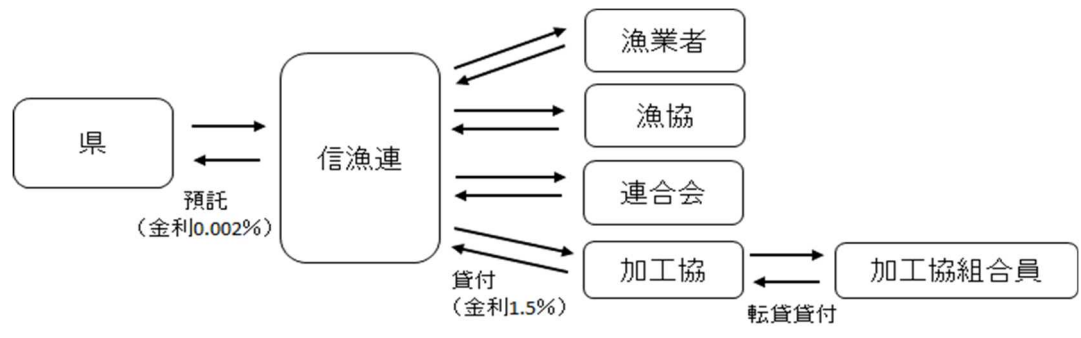 県
預託
（金利0.002％）
信漁連
漁業者
漁協
連合会
加工協
貸付
（金利1.5％）
加工協組合員
転貸貸付